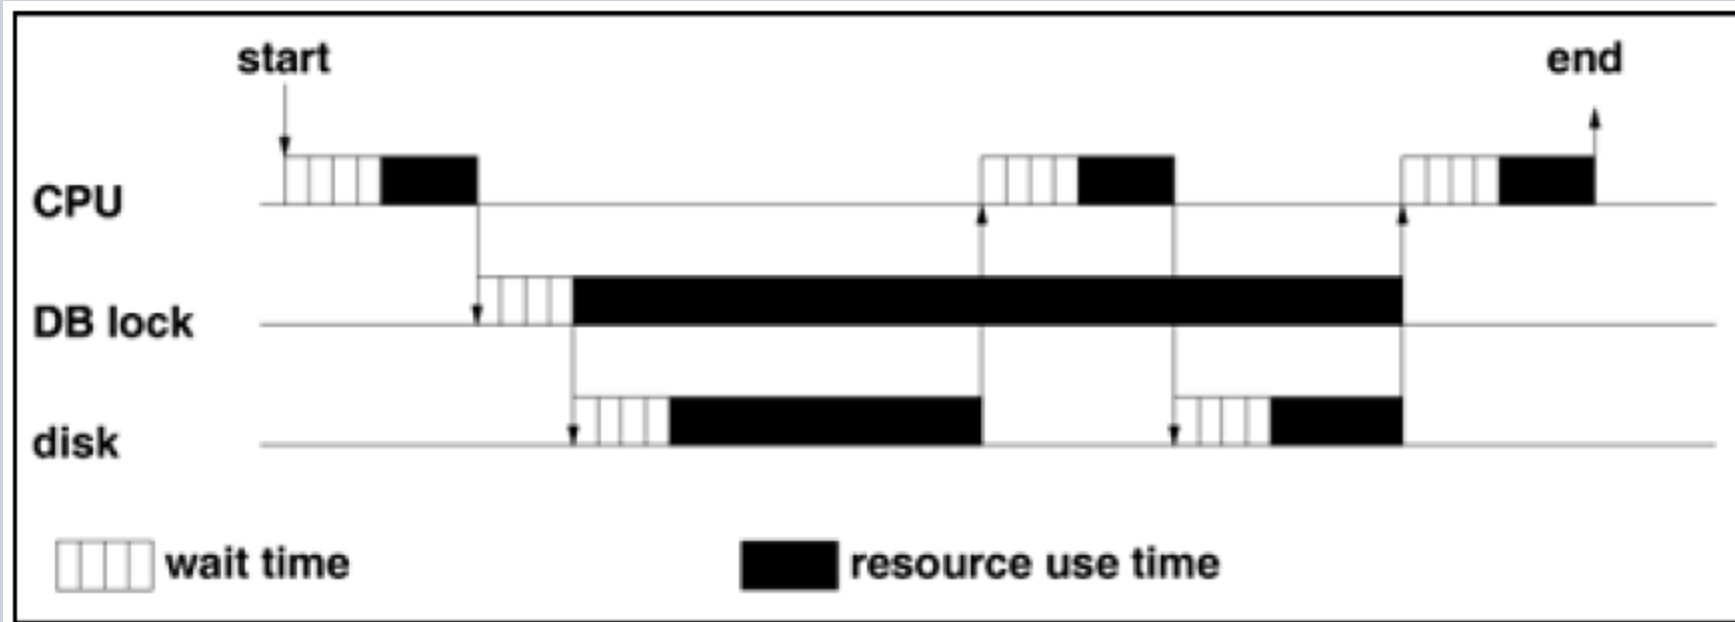 start
end
CPU
DB lock
disk
wait time
resource use time